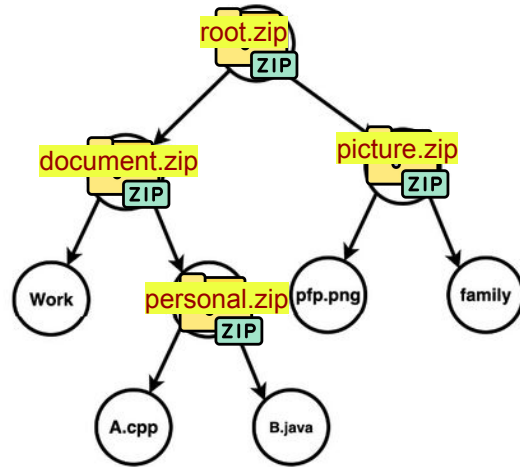 root.zip
ZIP
document.zip
ZIP
picture.zip
ZIP
Work
personal.zip
ZIP
pfp.png
family
A.cpp
B.java